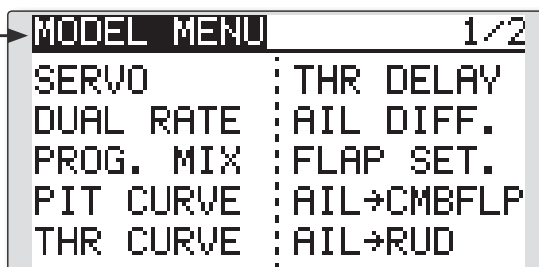 MODEL MENU 1/2
SERVO THR DELAY
DUAL RATE AIL DIFF.
PROG. MIX FLAP SET.
PIT CURVE AIL→CMBFLP
THR CURVE AIL→RUD